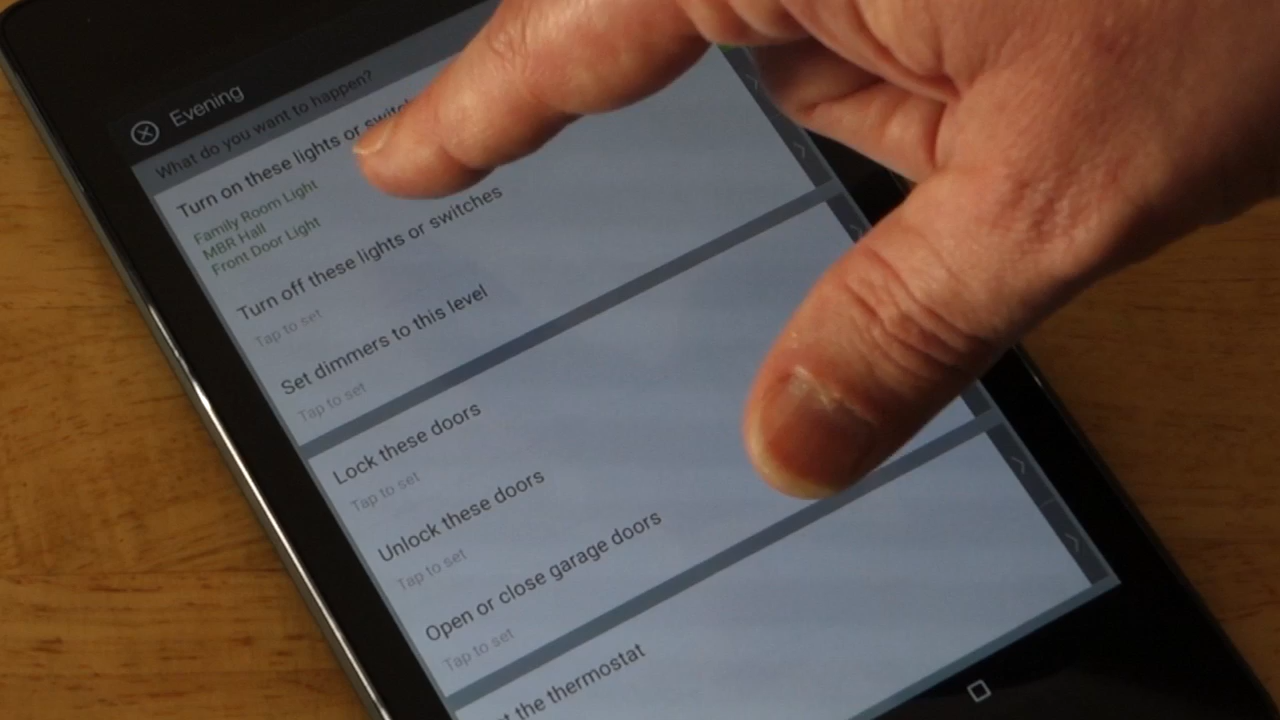 Evening
What do you want to happen?
Turn on these lights or switch
Family Room Light
MBR Hall
Front Door Light
Turn off these lights or switches
Tap to set
Set dimmers to this level
Tap to set
Lock these doors
Tap to set
Unlock these doors
Tap to set
Open or close garage doors
Tap to set
the thermostat